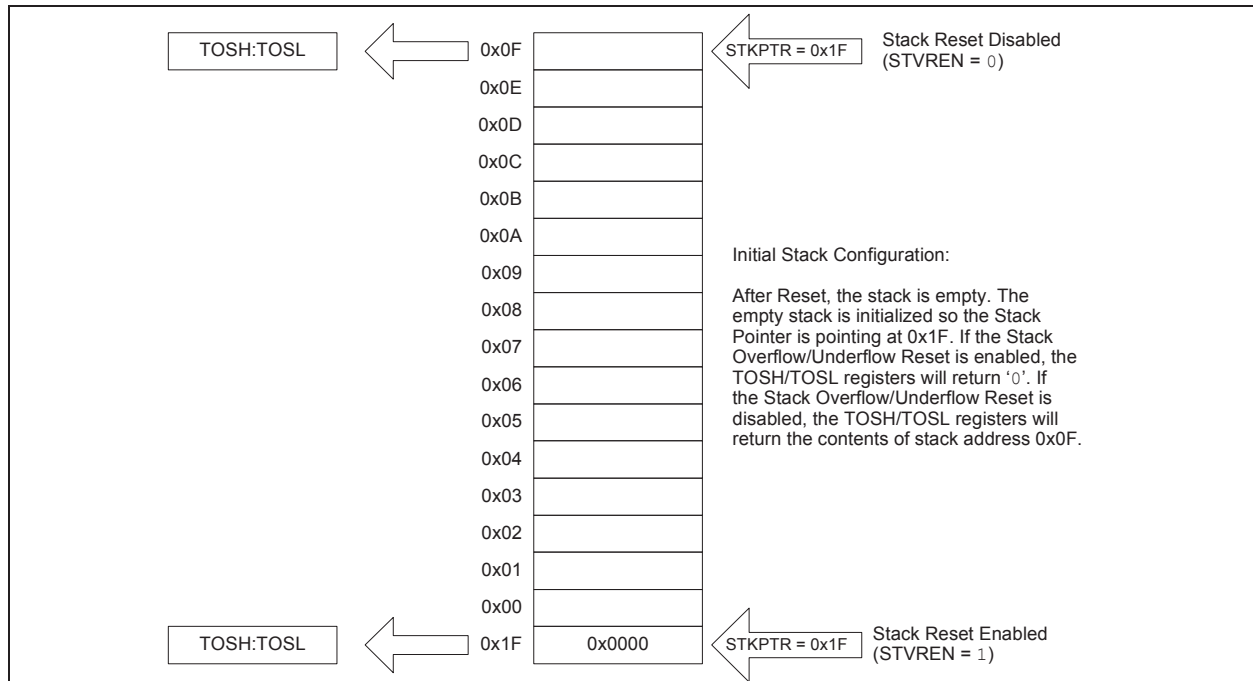 TOSH:TOSL
0x0F
STKPTR = 0x1F
Stack Reset Disabled
(STVREN = 0)
0x0E
0x0D
0x0C
0x0B
0x0A
0x09
0x08
0x07
0x06
0x05
0x04
0x03
0x02
0x01
0x00
Initial Stack Configuration:
After Reset, the stack is empty. The
empty stack is initialized so the Stack
Pointer is pointing at 0x1F. If the Stack
Overflow/Underflow Reset is enabled, the
TOSH/TOSL registers will return ‘0’. If
the Stack Overflow/Underflow Reset is
disabled, the TOSH/TOSL registers will
return the contents of stack address 0x0F.
TOSH:TOSL
0x1F
0x0000
STKPTR = 0x1F
Stack Reset Enabled
(STVREN = 1)